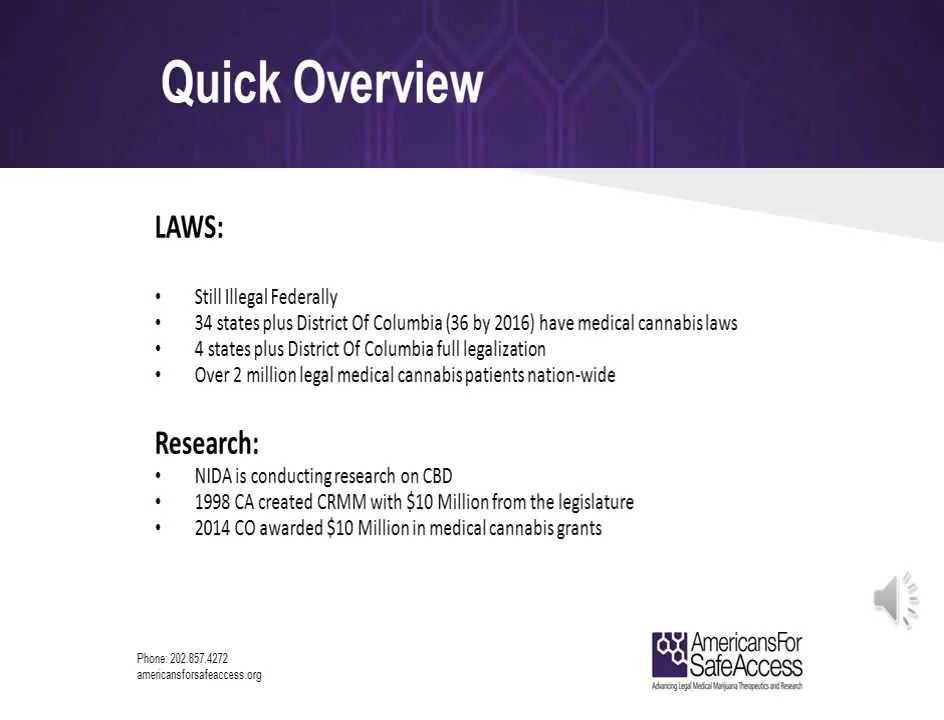 Quick Overview
LAWS:
• Still Illegal Federally
• 34 states plus District Of Columbia (36 by 2016) have medical cannabis laws
• 4 states plus District Of Columbia full legalization
• Over 2 million legal medical cannabis patients nation-wide
Research:
• NIDA is conducting research on CBD
• 1998 CA created CRMM with $10 Million from the legislature
• 2014 CO awarded $10 Million in medical cannabis grants
Phone: 202.857.4272
americansforsafeaccess.org
AmericansFor
SafeAccess
Advancing Legal Medical Marijuana Therapeutics and Research